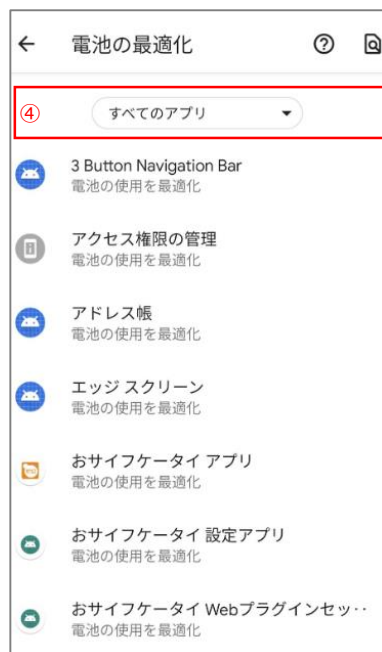 電池の最適化
④ すべてのアプリ
3 Button Navigation Bar
電池の使用を最適化
アクセス権限の管理
電池の使用を最適化
アドレス帳
電池の使用を最適化
エッジ スクリーン
電池の使用を最適化
おサイフケータイ アプリ
電池の使用を最適化
おサイフケータイ 設定アプリ
電池の使用を最適化
おサイフケータイ Webプラグインセッ‥
電池の使用を最適化